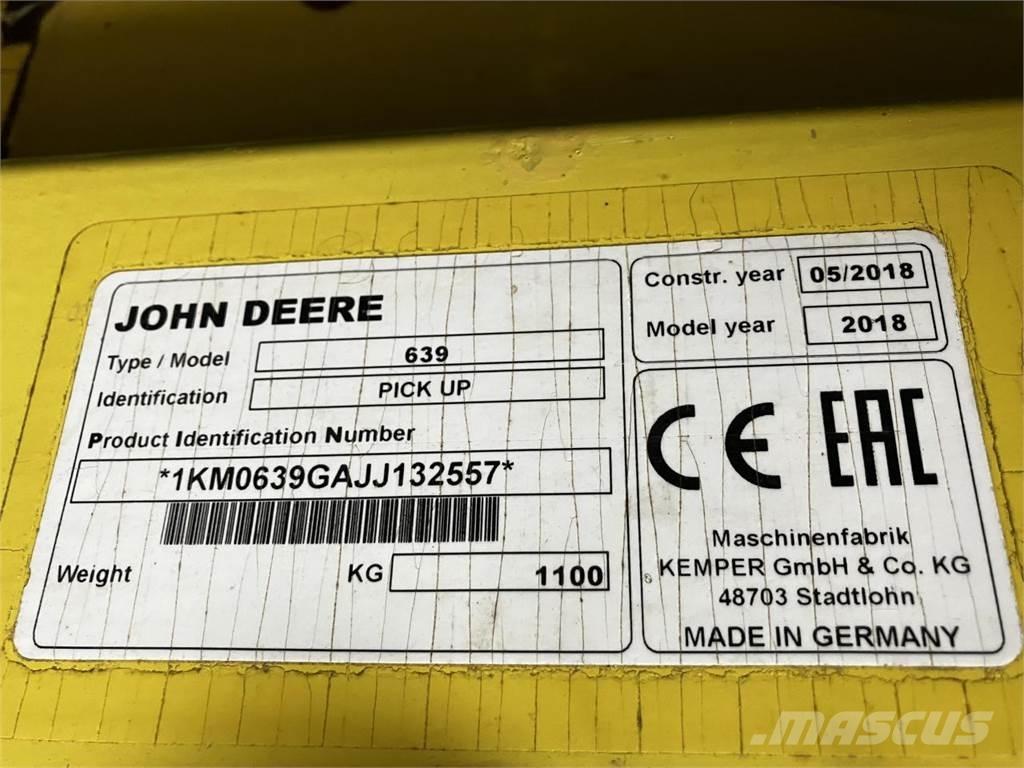 JOHN DEERE
Type / Model 639
Identification PICK UP
Product Identification Number
*1KM0639GAJJ132557*
Weight KG 1100
Constr. year 05/2018
Model year 2018
CE EAC
Maschinenfabrik
KEMPER GmbH & Co. KG
48703 Stadtlohn
MADE IN GERMANY
MASCUS